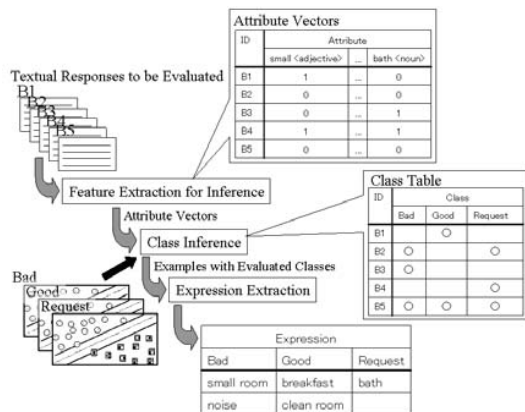 Attribute Vectors
ID Attribute
small <adjective> ... bath <noun>
B1 1 ... 0
B2 0 ... 0
B3 0 ... 1
B4 1 ... 1
B5 0 ... 0
Textual Responses to be Evaluated
B1
B2
B3
B4
B5
Feature Extraction for Inference
Attribute Vectors
Class Table
ID Class
Bad Good Request
B1 ○
B2 ○ ○
B3 ○
B4 ○
B5 ○ ○ ○
Class Inference
Examples with Evaluated Classes
Bad
Good
Request
Expression Extraction
Expression
Bad Good Request
small room breakfast bath
noise clean room